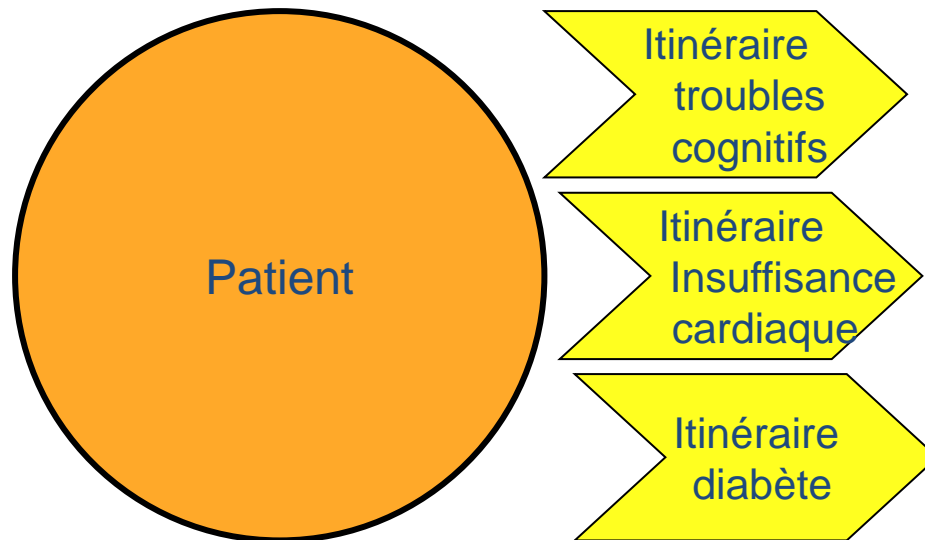 Patient
Itinéraire
troubles
cognitifs
Itinéraire
Insuffisance
cardiaque
Itinéraire
diabète